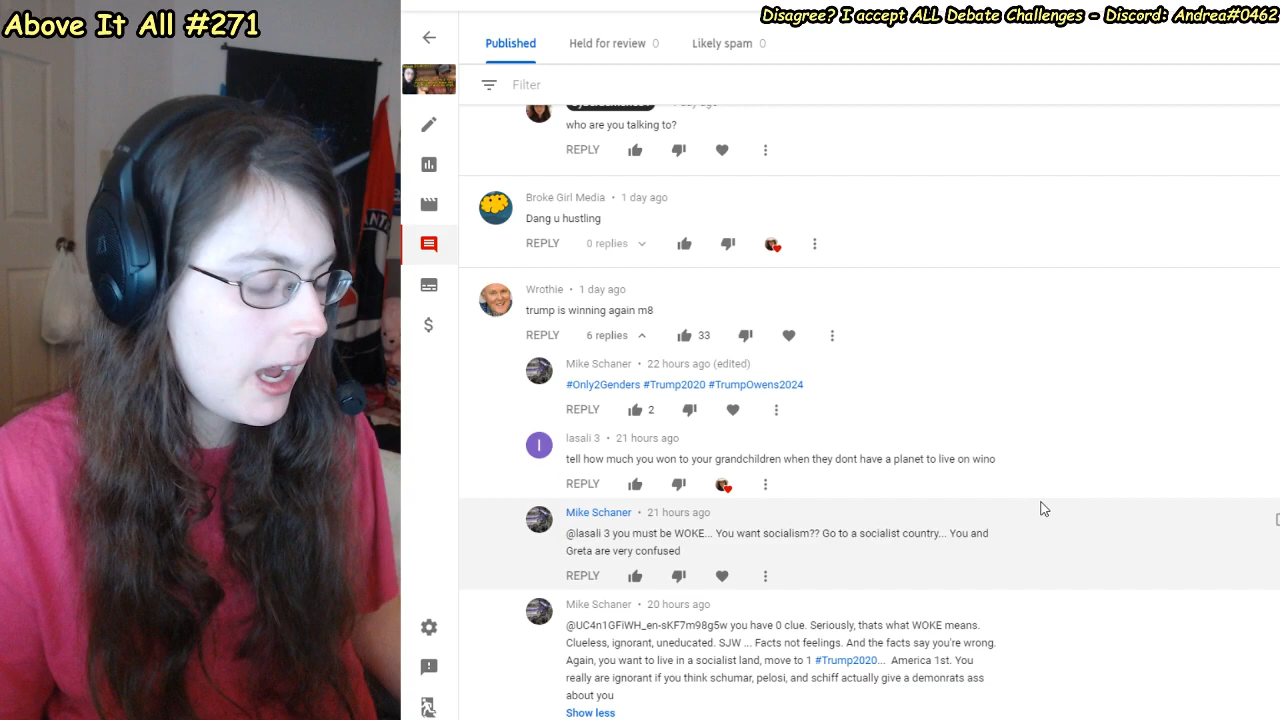 Above It All #271
Disagree? I accept ALL Debate Challenges - Discord: Andrea#0462
Published
Held for review 0
Likely spam 0
Filter
who are you talking to?
REPLY
Broke Girl Media • 1 day ago
Dang u hustling
REPLY 0 replies
Wrothie • 1 day ago
trump is winning again m8
REPLY 6 replies 33
Mike Schaner • 22 hours ago (edited)
#Only2Genders #Trump2020 #TrumpOwens2024
REPLY 2
lasali 3 • 21 hours ago
tell how much you won to your grandchildren when they dont have a planet to live on wino
REPLY
Mike Schaner • 21 hours ago
@lasali 3 you must be WOKE... You want socialism?? Go to a socialist country... You and
Greta are very confused
REPLY
Mike Schaner • 20 hours ago
@UC4n1GFiWH_en-sKF7m98g5w you have 0 clue. Seriously, thats what WOKE means.
Clueless, ignorant, uneducated. SJW ... Facts not feelings. And the facts say you're wrong.
Again, you want to live in a socialist land, move to 1 #Trump2020... America 1st. You
really are ignorant if you think schumar, pelosi, and schiff actually give a demonrats ass
about you
Show less